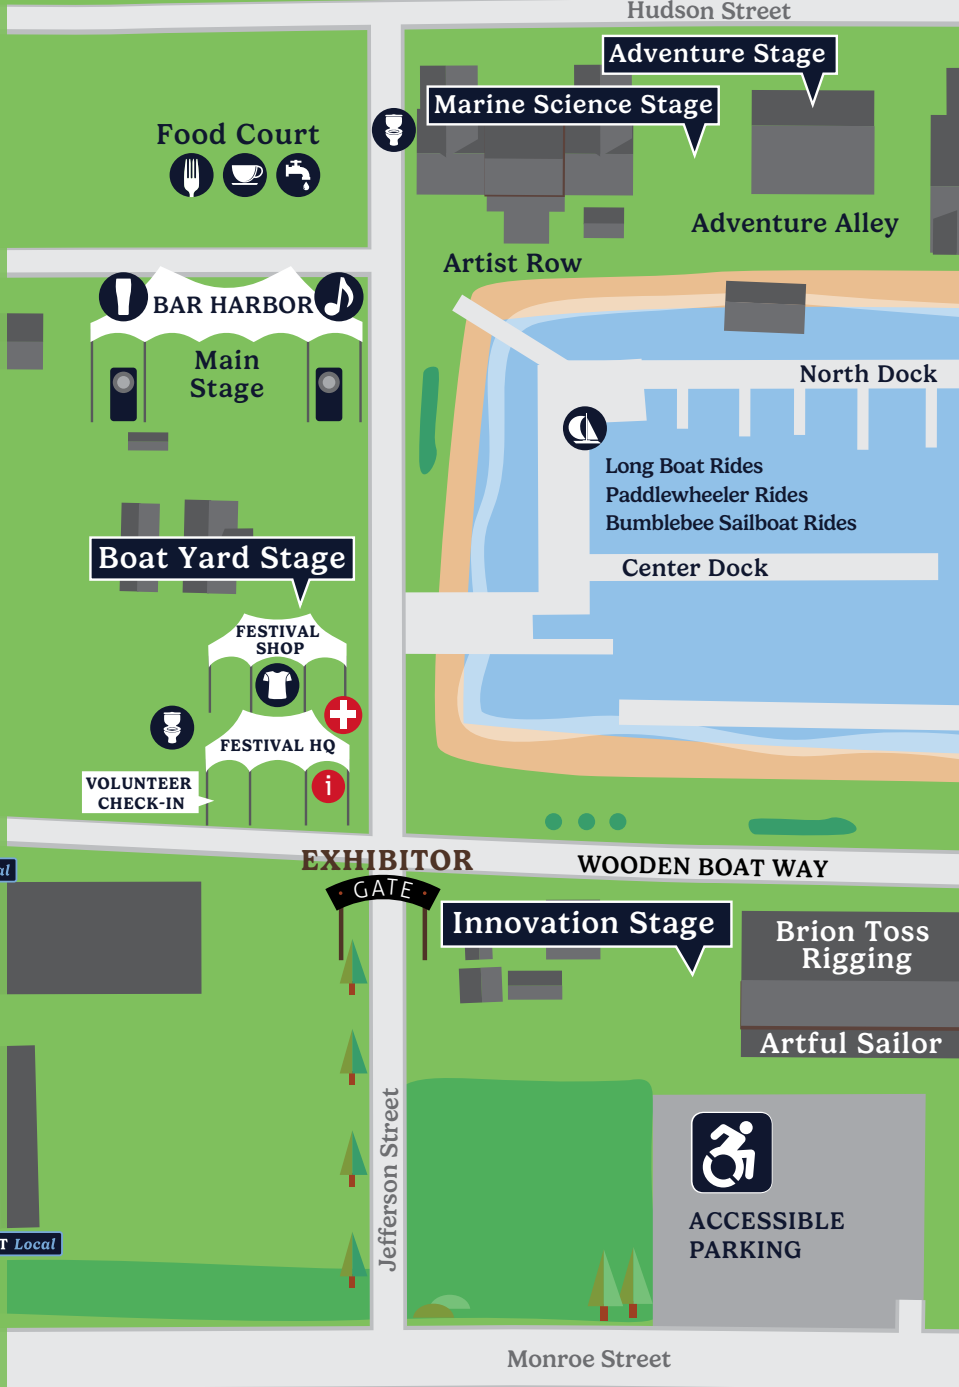 Hudson Street
Adventure Stage
Marine Science Stage
Food Court
Adventure Alley
Artist Row
BAR HARBOR
Main
Stage
North Dock
Long Boat Rides
Paddlewheeler Rides
Bumblebee Sailboat Rides
Center Dock
Boat Yard Stage
FESTIVAL
SHOP
FESTIVAL HQ
i
VOLUNTEER
CHECK-IN
EXHIBITOR
GATE
WOODEN BOAT WAY
Innovation Stage
Brion Toss
Rigging
Artful Sailor
Jefferson Street
ACCESSIBLE
PARKING
T Local
Monroe Street